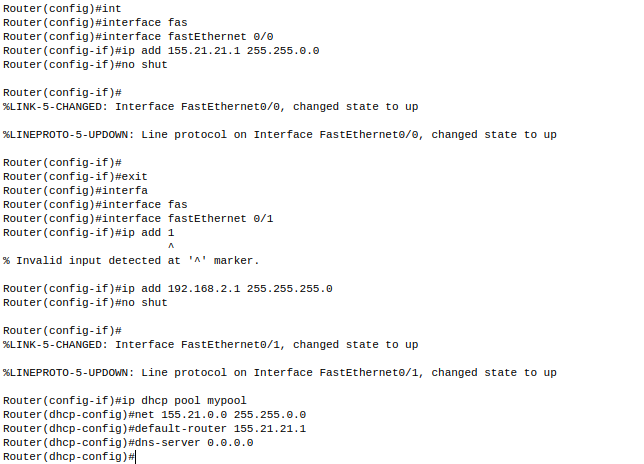 Router(config)#int
Router(config)#interface fas
Router(config)#interface fastEthernet 0/0
Router(config-if)#ip add 155.21.21.1 255.255.0.0
Router(config-if)#no shut
Router(config-if)#
%LINK-5-CHANGED: Interface FastEthernet0/0, changed state to up
%LINEPROTO-5-UPDOWN: Line protocol on Interface FastEthernet0/0, changed state to up
Router(config-if)#
Router(config-if)#exit
Router(config)#interfa
Router(config)#interface fas
Router(config)#interface fastEthernet 0/1
Router(config-if)#ip add 1
^
% Invalid input detected at '^' marker.
Router(config-if)#ip add 192.168.2.1 255.255.255.0
Router(config-if)#no shut
Router(config-if)#
%LINK-5-CHANGED: Interface FastEthernet0/1, changed state to up
%LINEPROTO-5-UPDOWN: Line protocol on Interface FastEthernet0/1, changed state to up
Router(config-if)#ip dhcp pool mypool
Router(dhcp-config)#net 155.21.0.0 255.255.0.0
Router(dhcp-config)#default-router 155.21.21.1
Router(dhcp-config)#dns-server 0.0.0.0
Router(dhcp-config)#